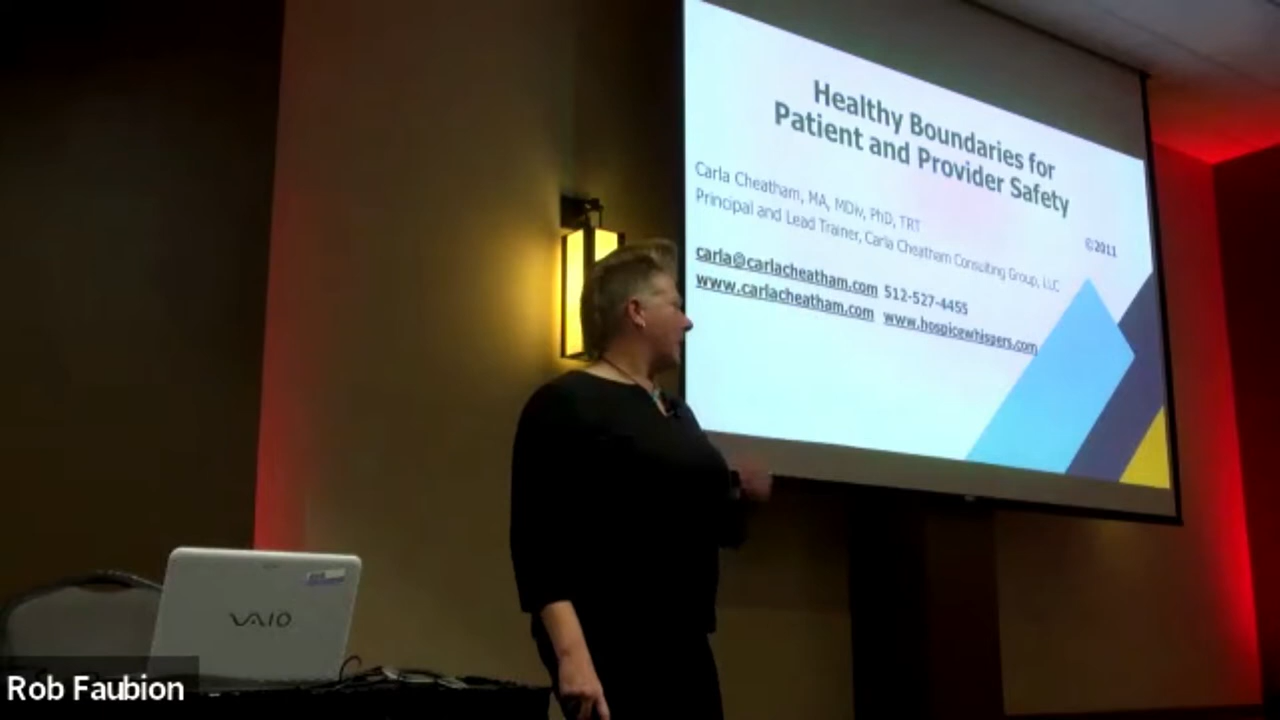 Healthy Boundaries for
Patient and Provider Safety
Carla Cheatham, MA, MDiv, PhD, TRT
Principal and Lead Trainer, Carla Cheatham Consulting Group, LLC
©2011
carla@carlacheatham.com 512-527-4455
www.carlacheatham.com www.hospicewhispers.com
VAIO
Rob Faubion